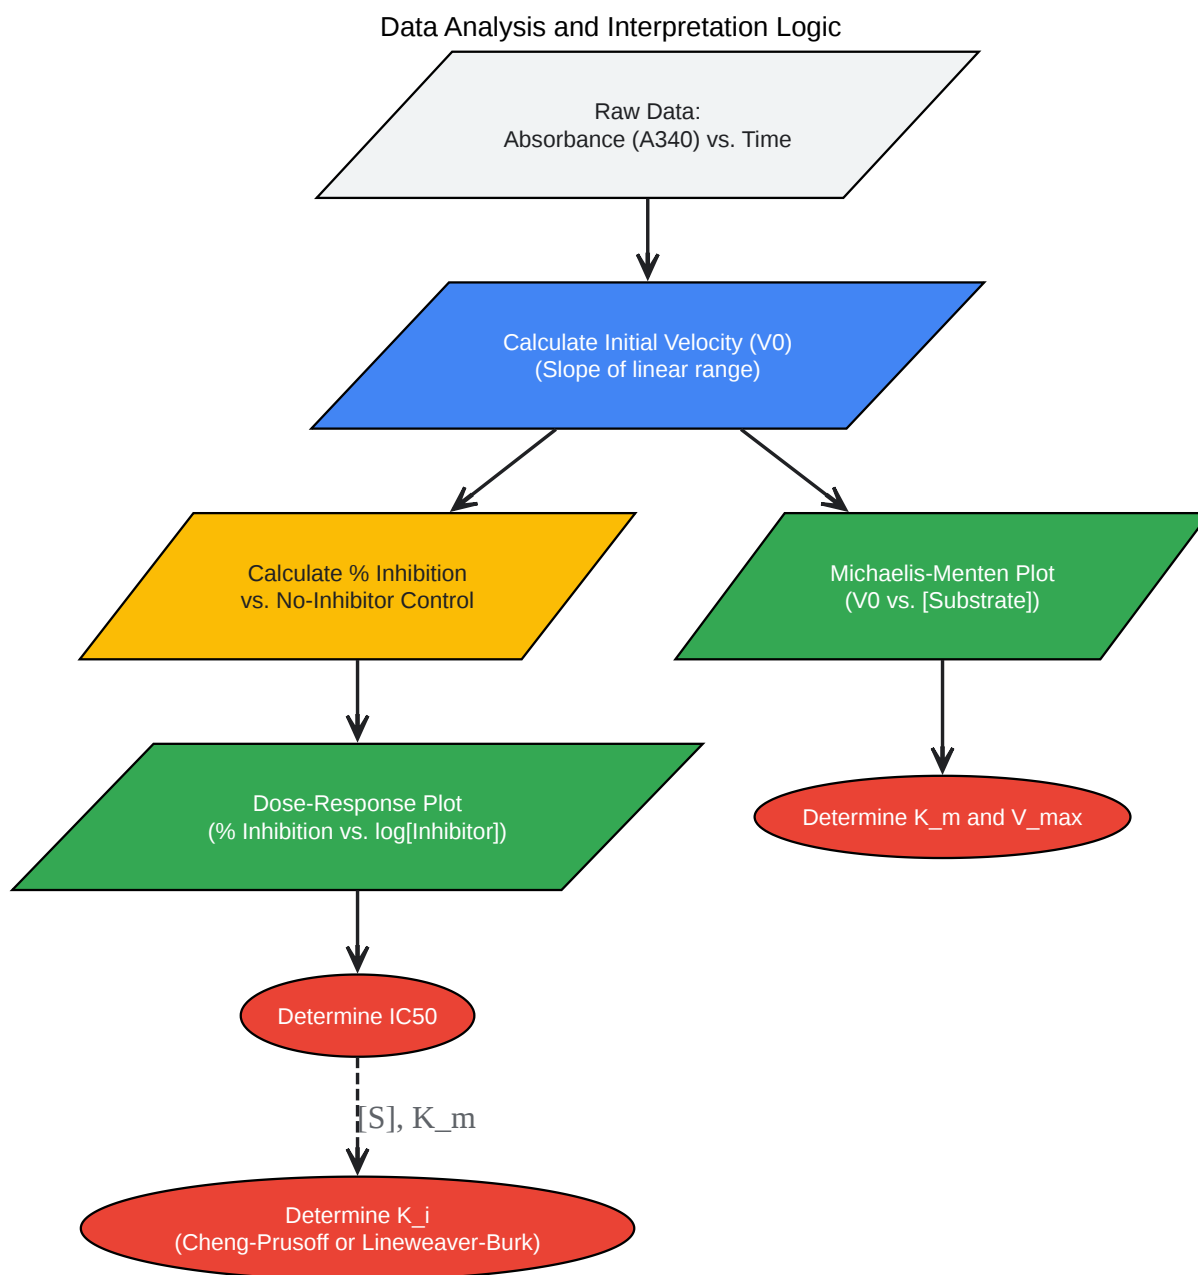 Data Analysis and Interpretation Logic
Raw Data:
Absorbance (A340) vs. Time
Calculate Initial Velocity (V0)
(Slope of linear range)
Calculate % Inhibition
vs. No-Inhibitor Control
Michaelis-Menten Plot
(V0 vs. [Substrate])
Dose-Response Plot
(% Inhibition vs. log[Inhibitor])
Determine K_m and V_max
Determine IC50
[S], K_m
Determine K_i
(Cheng-Prusoff or Lineweaver-Burk)